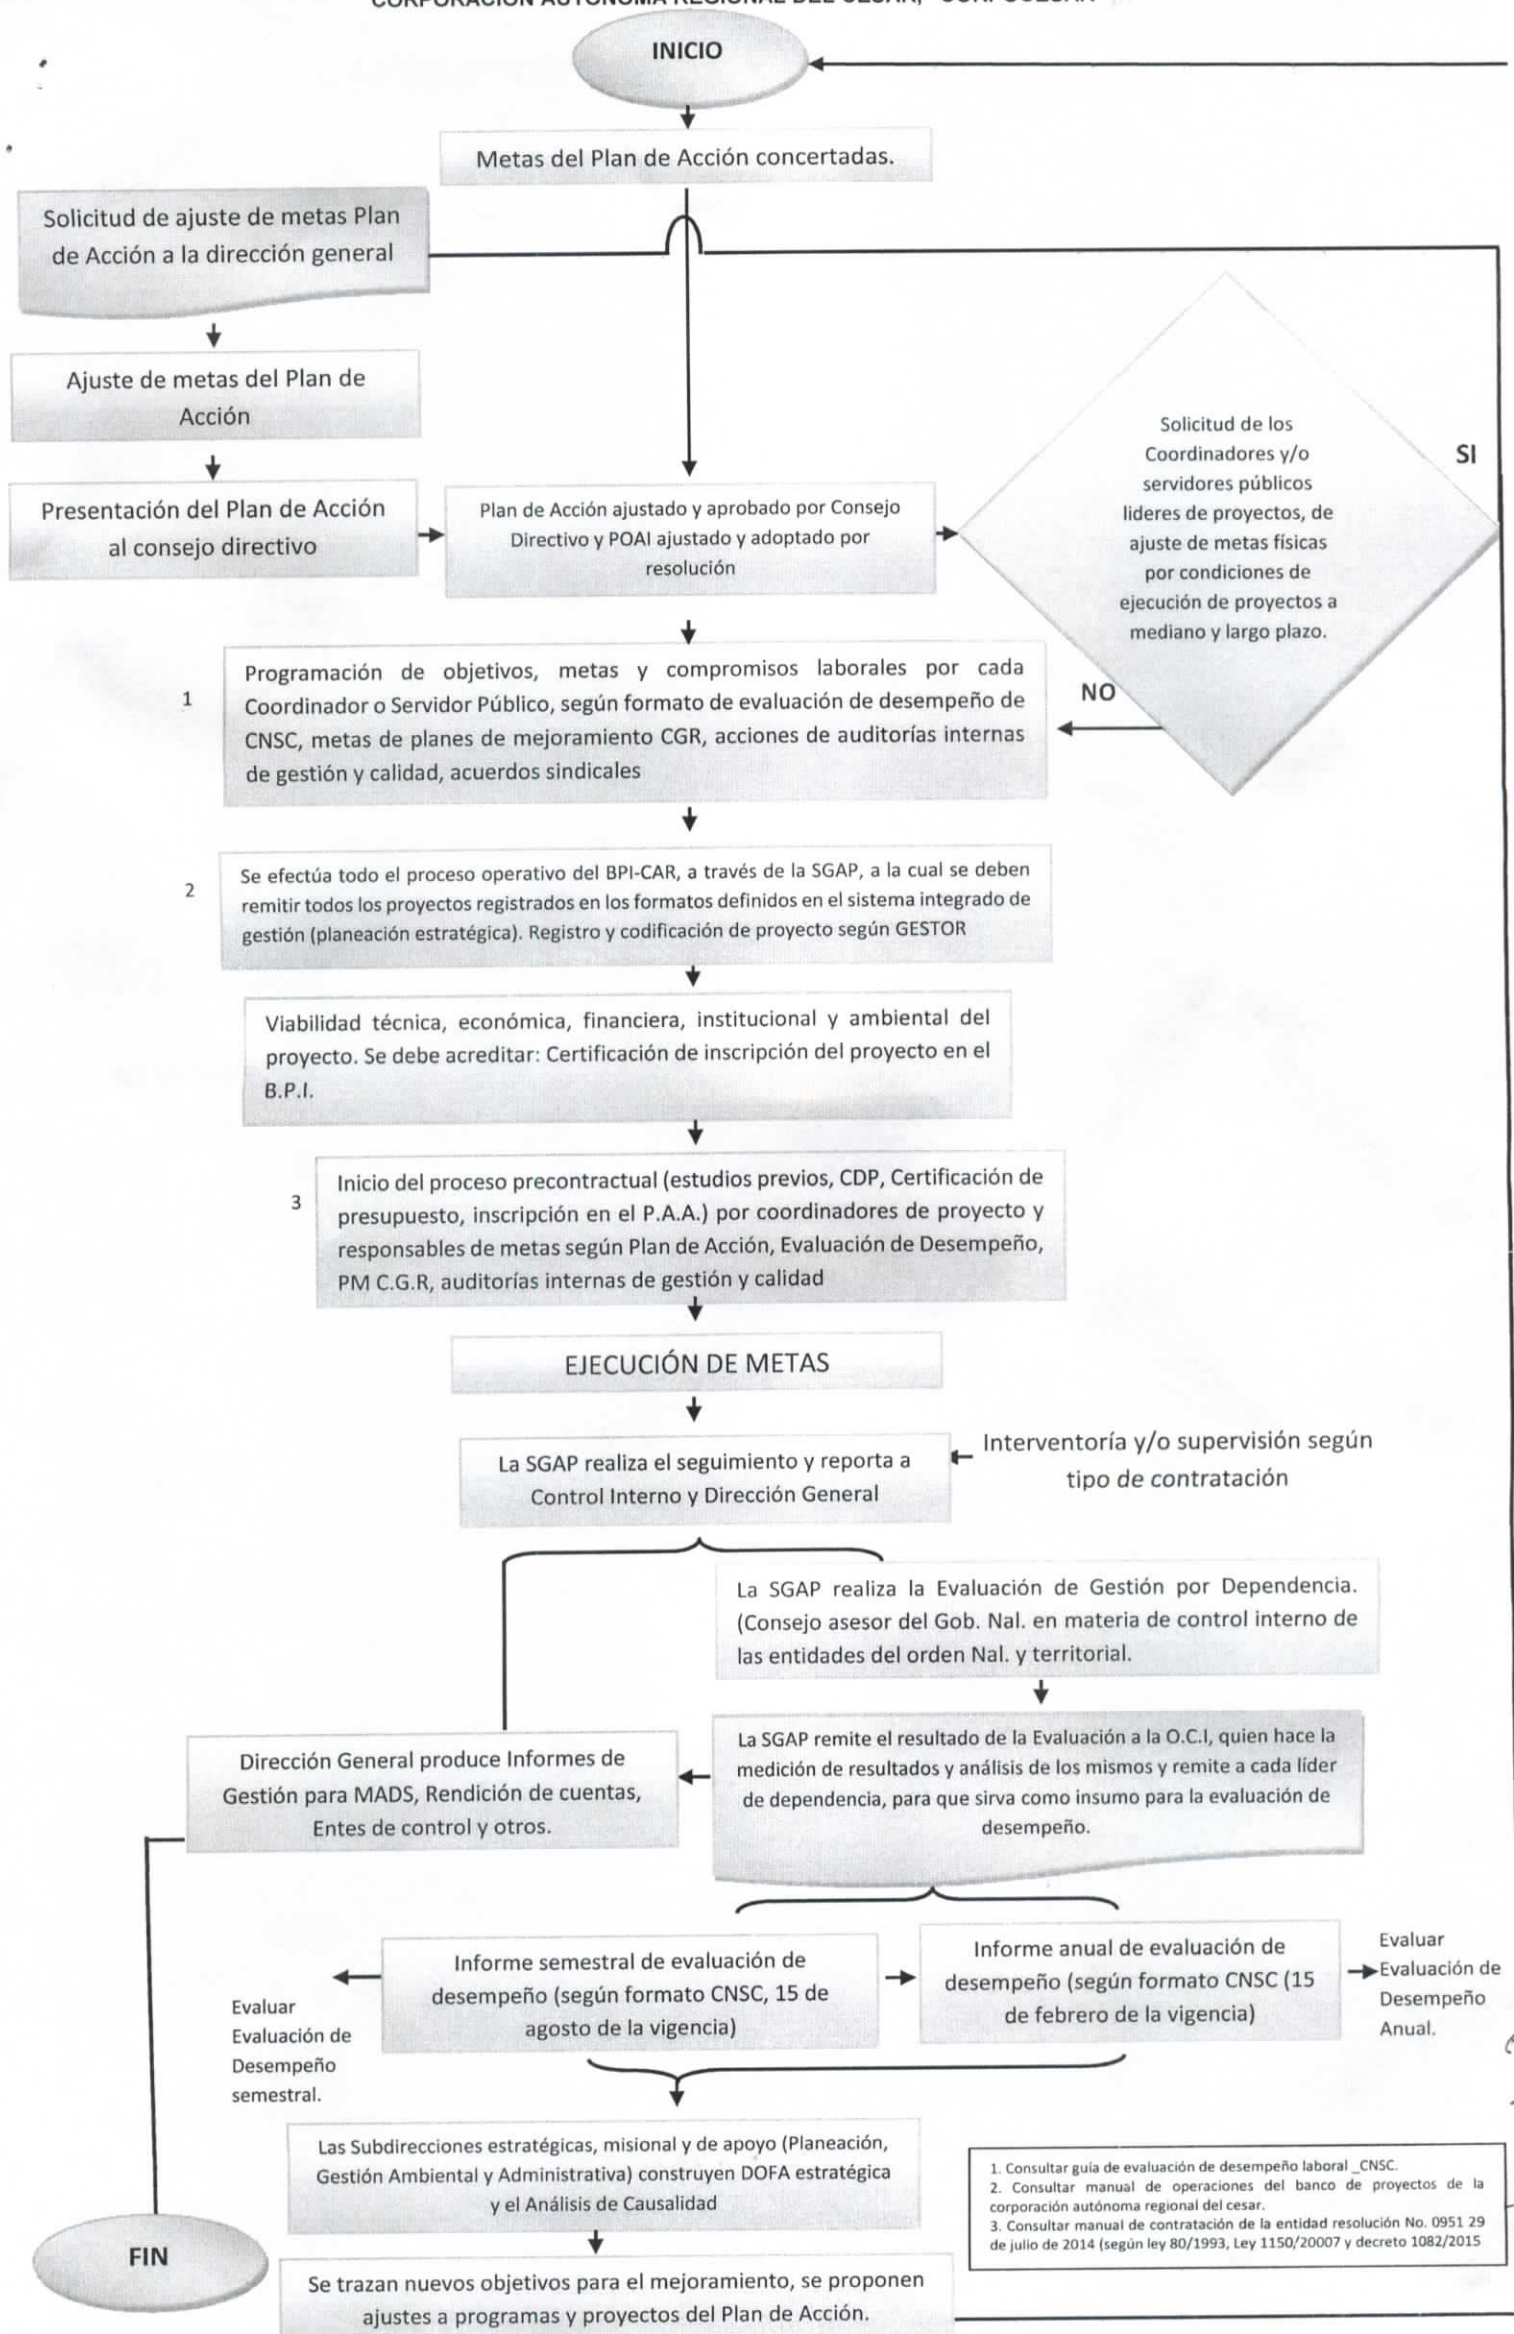 CORPORACIÓN AUTÓNOMA REGIONAL DEL CESAR, "CORPOCESAR"
INICIO
Metas del Plan de Acción concertadas.
Solicitud de ajuste de metas Plan
de Acción a la dirección general
Ajuste de metas del Plan de
Acción
Presentación del Plan de Acción
al consejo directivo
Plan de Acción ajustado y aprobado por Consejo
Directivo y POAI ajustado y adoptado por
resolución
Solicitud de los
Coordinadores y/o
servidores públicos
lideres de proyectos, de
ajuste de metas físicas
por condiciones de
ejecución de proyectos a
mediano y largo plazo.
SI
NO
1
Programación de objetivos, metas y compromisos laborales por cada
Coordinador o Servidor Público, según formato de evaluación de desempeño de
CNSC, metas de planes de mejoramiento CGR, acciones de auditorías internas
de gestión y calidad, acuerdos sindicales
2
Se efectúa todo el proceso operativo del BPI-CAR, a través de la SGAP, a la cual se deben
remitir todos los proyectos registrados en los formatos definidos en el sistema integrado de
gestión (planeación estratégica). Registro y codificación de proyecto según GESTOR
Viabilidad técnica, económica, financiera, institucional y ambiental del
proyecto. Se debe acreditar: Certificación de inscripción del proyecto en el
B.P.I.
3
Inicio del proceso precontractual (estudios previos, CDP, Certificación de
presupuesto, inscripción en el P.A.A.) por coordinadores de proyecto y
responsables de metas según Plan de Acción, Evaluación de Desempeño,
PM C.G.R, auditorías internas de gestión y calidad
EJECUCIÓN DE METAS
La SGAP realiza el seguimiento y reporta a
Control Interno y Dirección General
Interventoría y/o supervisión según
tipo de contratación
La SGAP realiza la Evaluación de Gestión por Dependencia.
(Consejo asesor del Gob. Nal. en materia de control interno de
las entidades del orden Nal. y territorial.
Dirección General produce Informes de
Gestión para MADS, Rendición de cuentas,
Entes de control y otros.
La SGAP remite el resultado de la Evaluación a la O.C.I, quien hace la
medición de resultados y análisis de los mismos y remite a cada líder
de dependencia, para que sirva como insumo para la evaluación de
desempeño.
Evaluar
Evaluación de
Desempeño
semestral.
Informe semestral de evaluación de
desempeño (según formato CNSC, 15 de
agosto de la vigencia)
Informe anual de evaluación de
desempeño (según formato CNSC (15
de febrero de la vigencia)
Evaluar
Evaluación de
Desempeño
Anual.
Las Subdirecciones estratégicas, misional y de apoyo (Planeación,
Gestión Ambiental y Administrativa) construyen DOFA estratégica
y el Análisis de Causalidad
1. Consultar guía de evaluación de desempeño laboral _CNSC.
2. Consultar manual de operaciones del banco de proyectos de la
corporación autónoma regional del cesar.
3. Consultar manual de contratación de la entidad resolución No. 0951 29
de julio de 2014 (según ley 80/1993, Ley 1150/20007 y decreto 1082/2015
FIN
Se trazan nuevos objetivos para el mejoramiento, se proponen
ajustes a programas y proyectos del Plan de Acción.